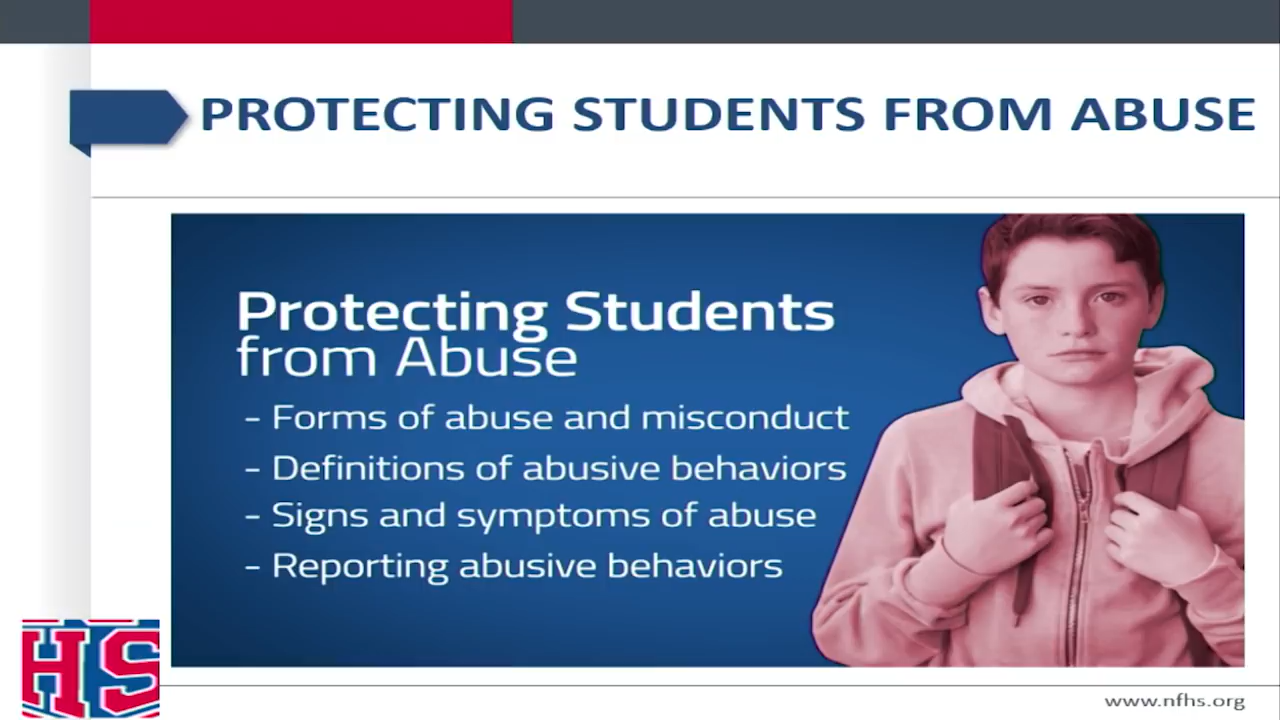 PROTECTING STUDENTS FROM ABUSE
Protecting Students
from Abuse
- Forms of abuse and misconduct
- Definitions of abusive behaviors
- Signs and symptoms of abuse
- Reporting abusive behaviors
HS
www.nfhs.org